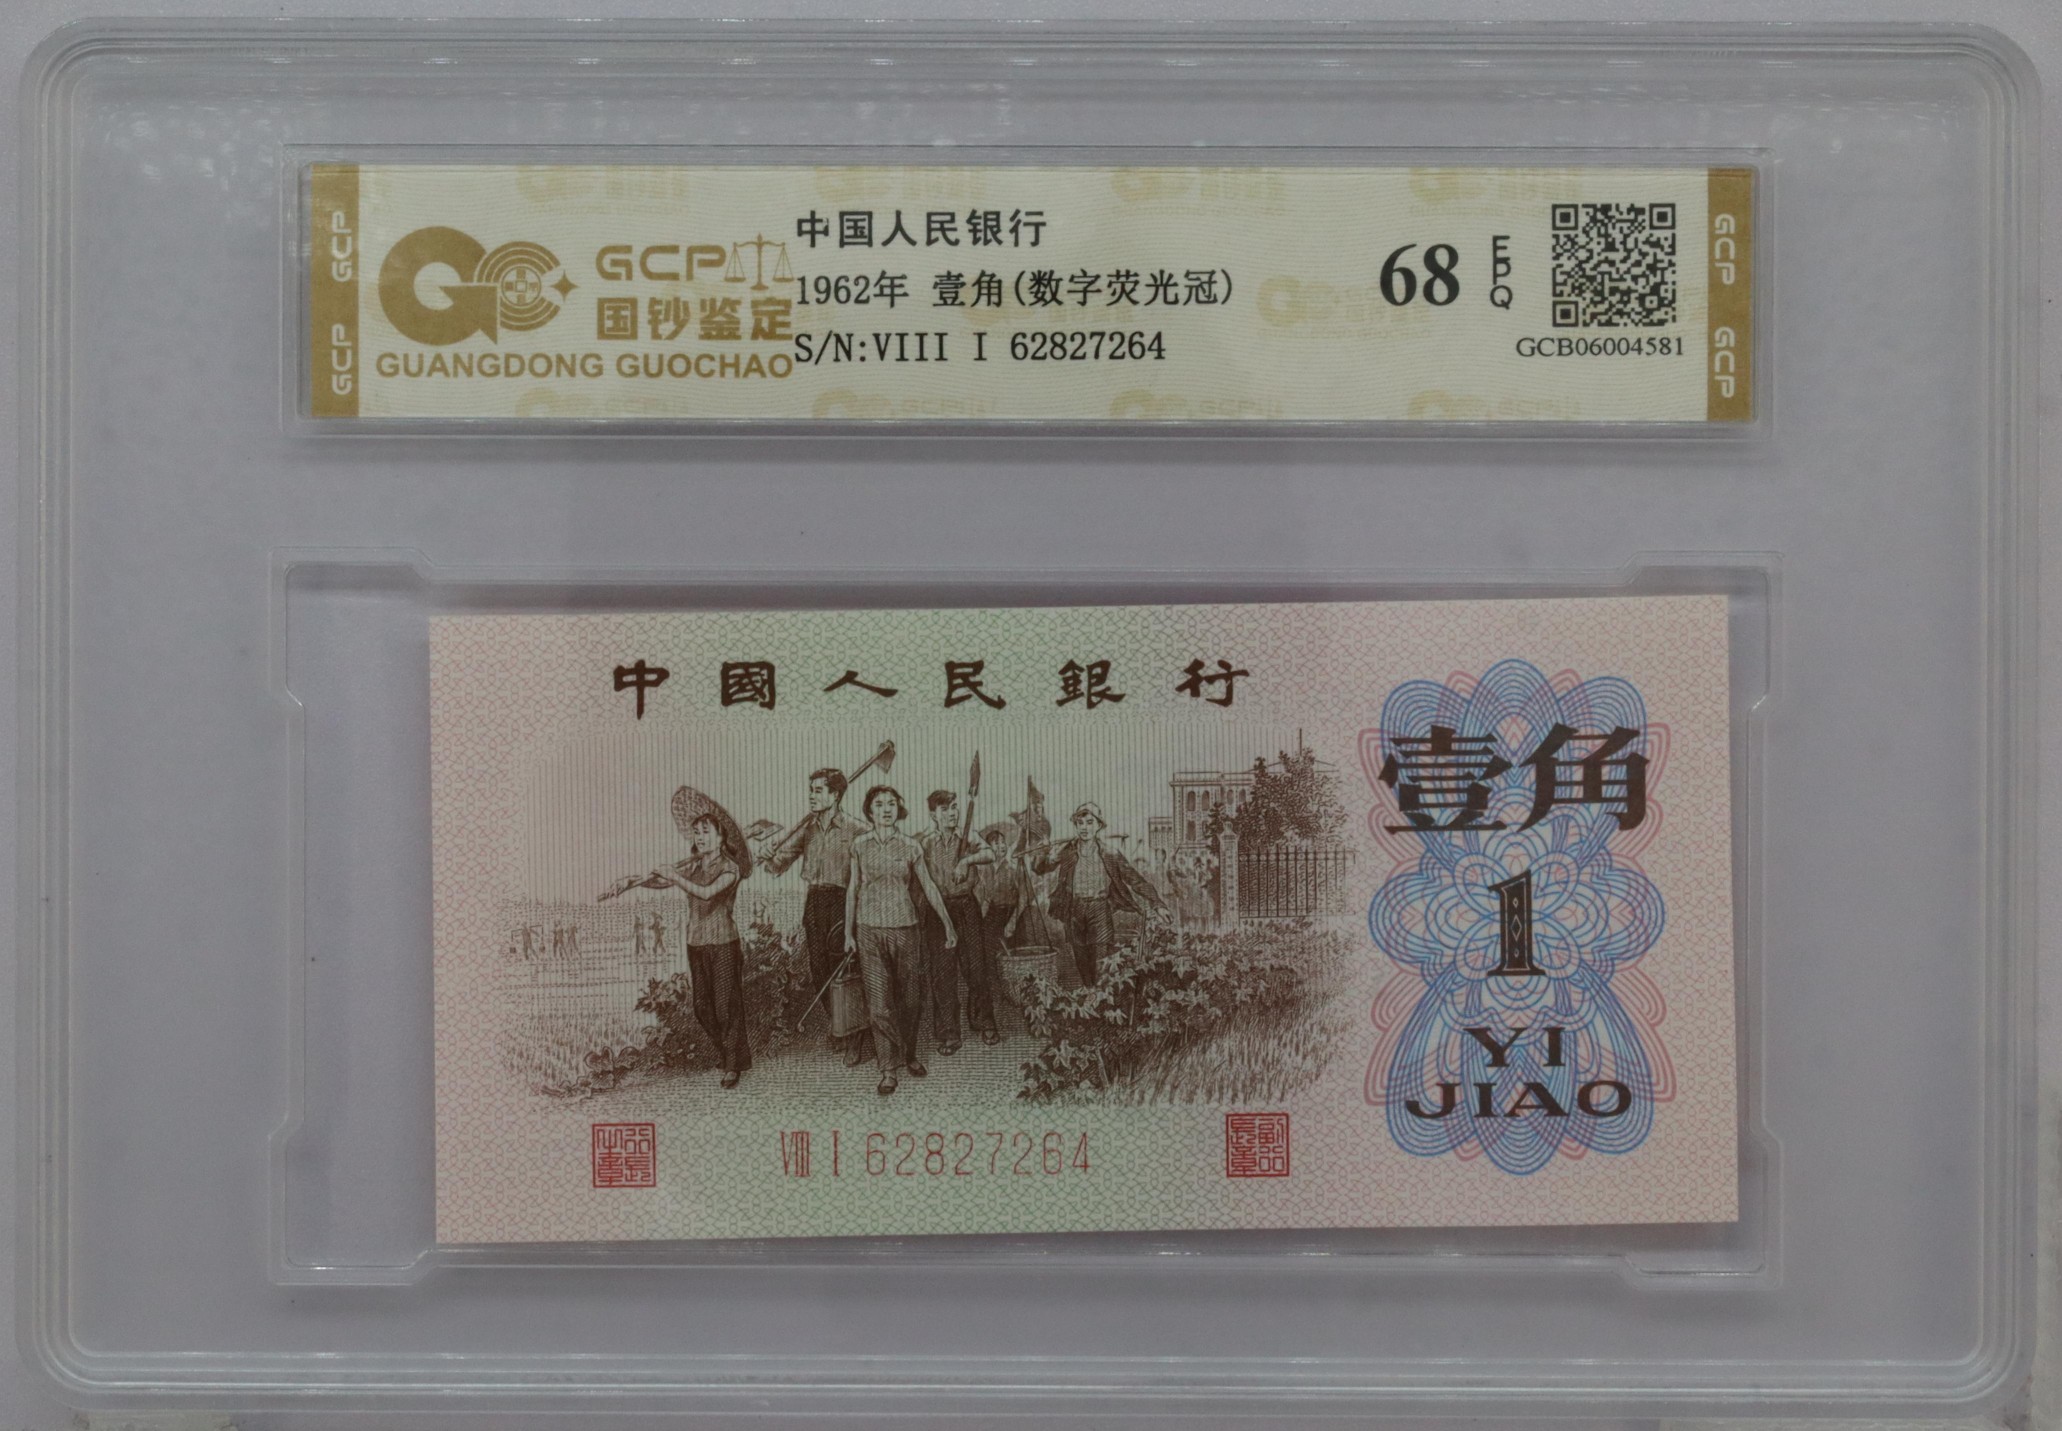 GCP
GCP
GCP
国钞鉴定
GUANGDONG GUOCHAO
中国人民银行
1962年 壹角(数字荧光冠)
S/N:VIII I 62827264
68
EPQ
GCB06004581
GCP
GCP
中國人民銀行
壹角
1
YI
JIAO
VIII I 62827264